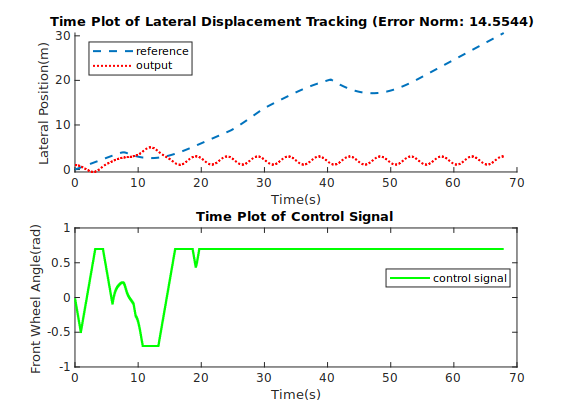 Time Plot of Lateral Displacement Tracking (Error Norm: 14.5544)
Lateral Position(m)
30
20
10
0
reference
output
0 10 20 30 40 50 60 70
Time(s)
Time Plot of Control Signal
Front Wheel Angle(rad)
1
0.5
0
-0.5
-1
control signal
0 10 20 30 40 50 60 70
Time(s)